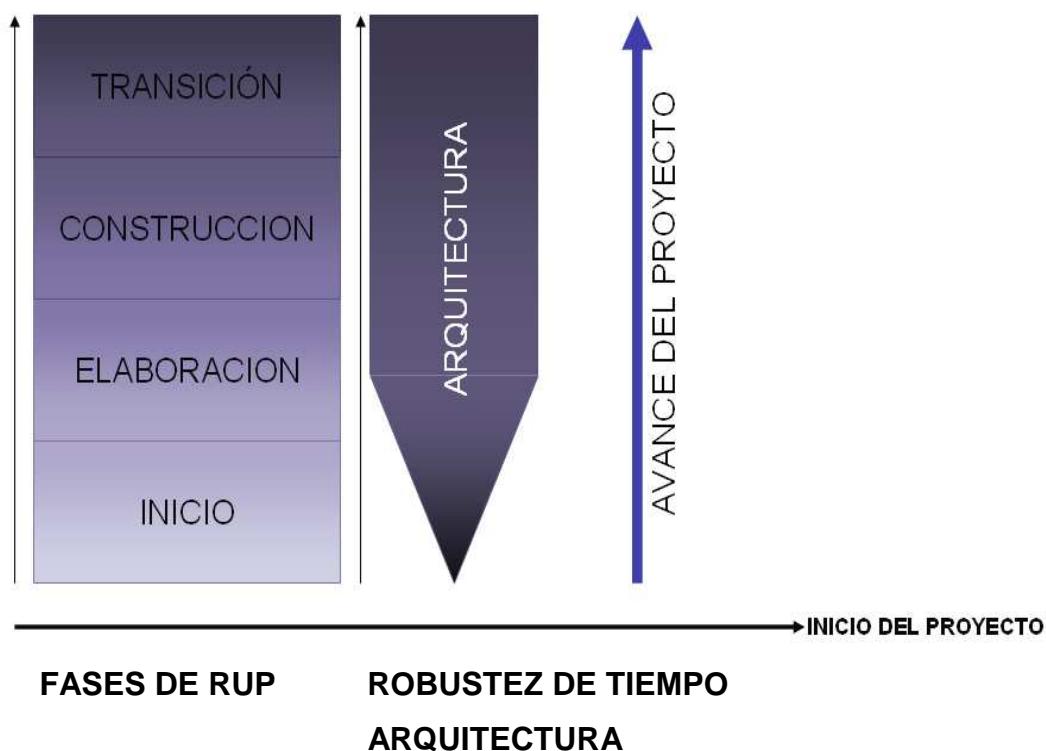 TRANSICIÓN
CONSTRUCCION
ELABORACION
INICIO
ARQUITECTURA
AVANCE DEL PROYECTO
INICIO DEL PROYECTO
FASES DE RUP
ROBUSTEZ DE TIEMPO
ARQUITECTURA